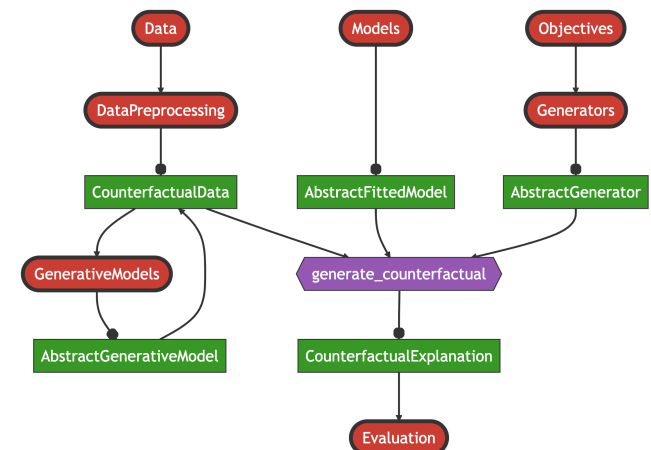 Data
Models
Objectives
DataPreprocessing
Generators
CounterfactualData
AbstractFittedModel
AbstractGenerator
GenerativeModels
generate_counterfactual
AbstractGenerativeModel
CounterfactualExplanation
Evaluation